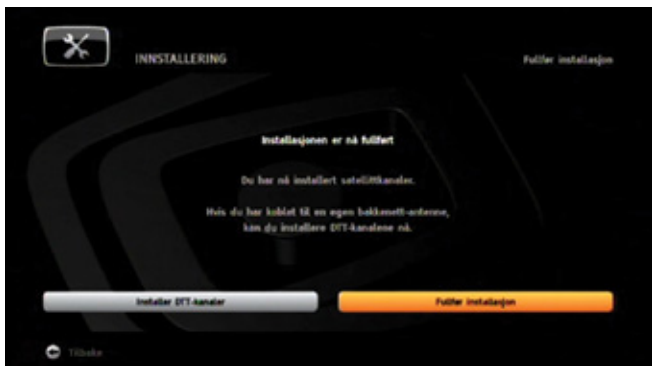 INNSTALLERING
Fullfør installasjon
Installasjonen er nå fullført
Du har nå installert satellittkanaler.
Hvis du har koblet til en egen bakkenett-antenne,
kan du installere DTT-kanalene nå.
Installer DTT-kanaler
Fullfør installasjon
Tilbake